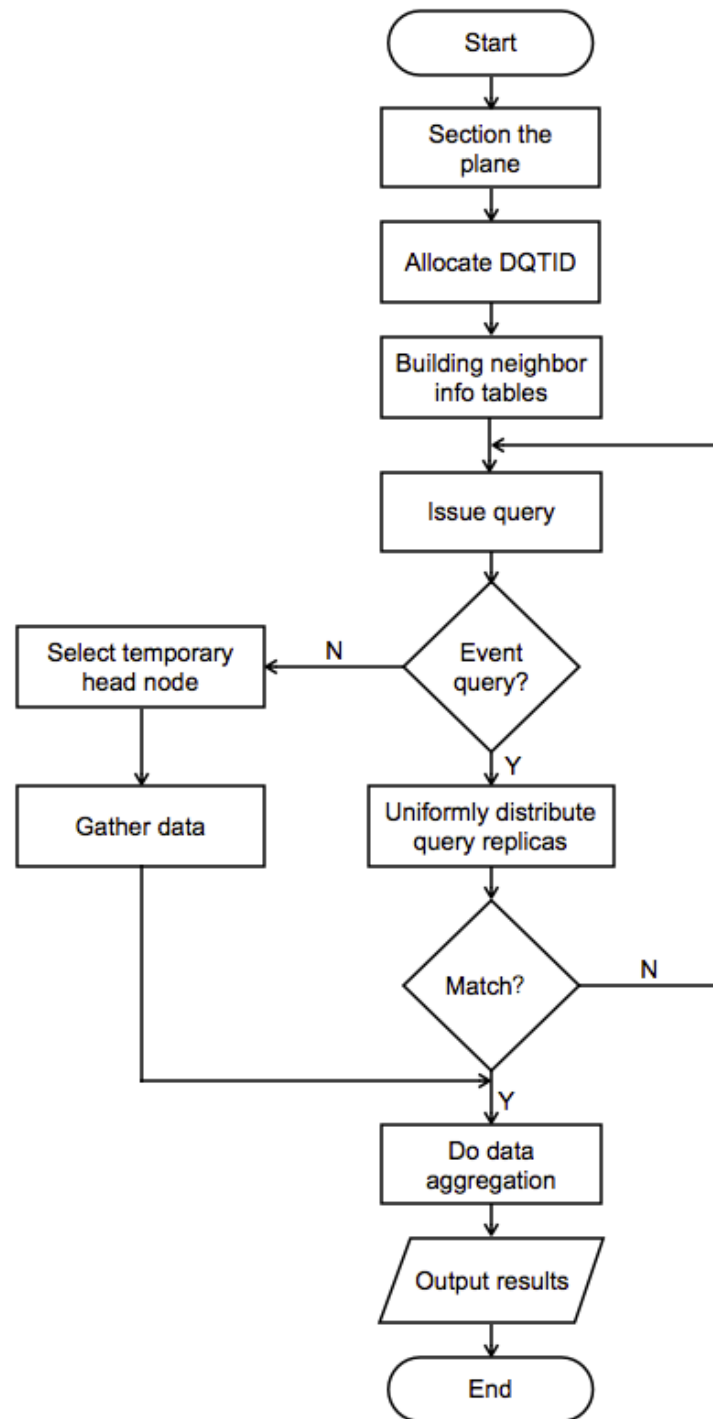 Start
Section the
plane
Allocate DQTID
Building neighbor
info tables
Issue query
Event
query?
N
Select temporary
head node
Y
Gather data
Uniformly distribute
query replicas
Match?
N
Y
Do data
aggregation
Output results
End